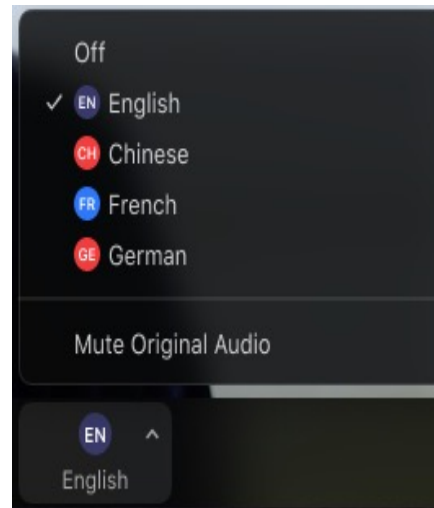 Off
EN English
CH Chinese
FR French
GE German
Mute Original Audio
EN
English